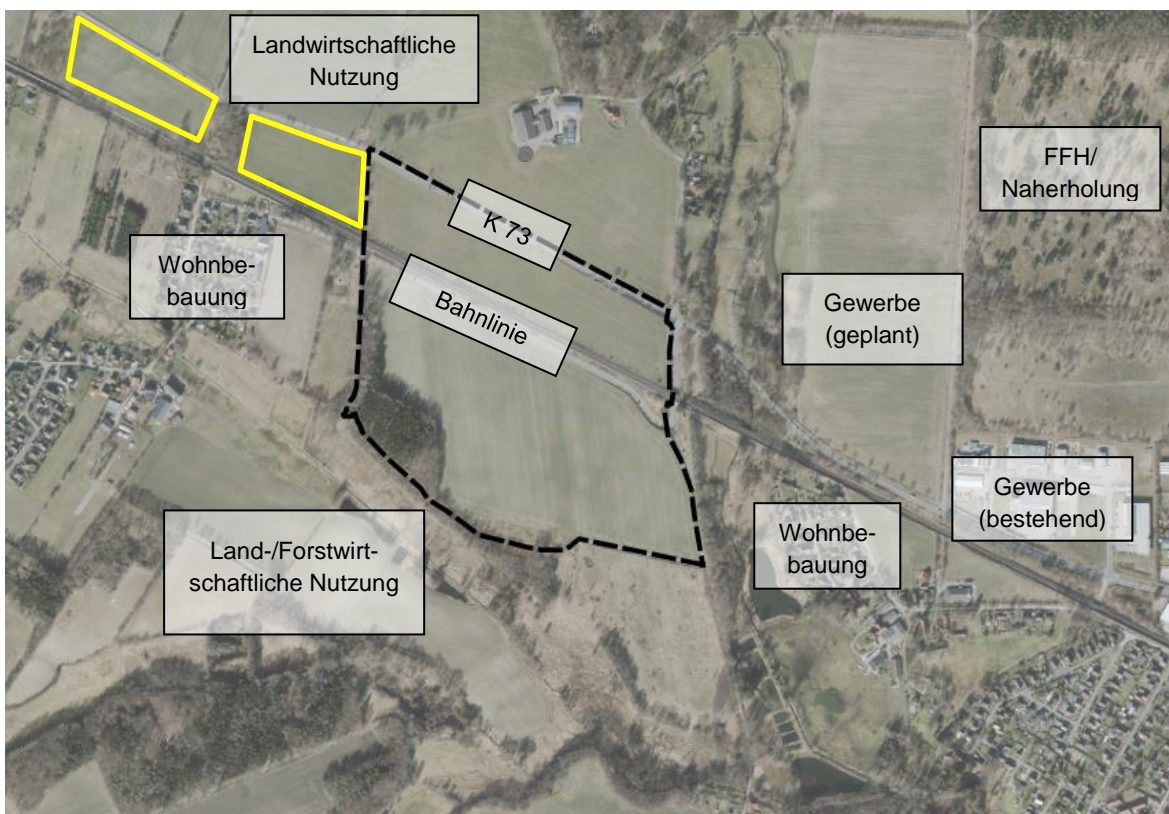 Landwirtschaftliche
Nutzung
FFH/
Naherholung
K 73
Wohnbe-
bauung
Bahnlinie
Gewerbe
(geplant)
Gewerbe
(bestehend)
Wohnbe-
bauung
Land-/Forstwirt-
schaftliche Nutzung